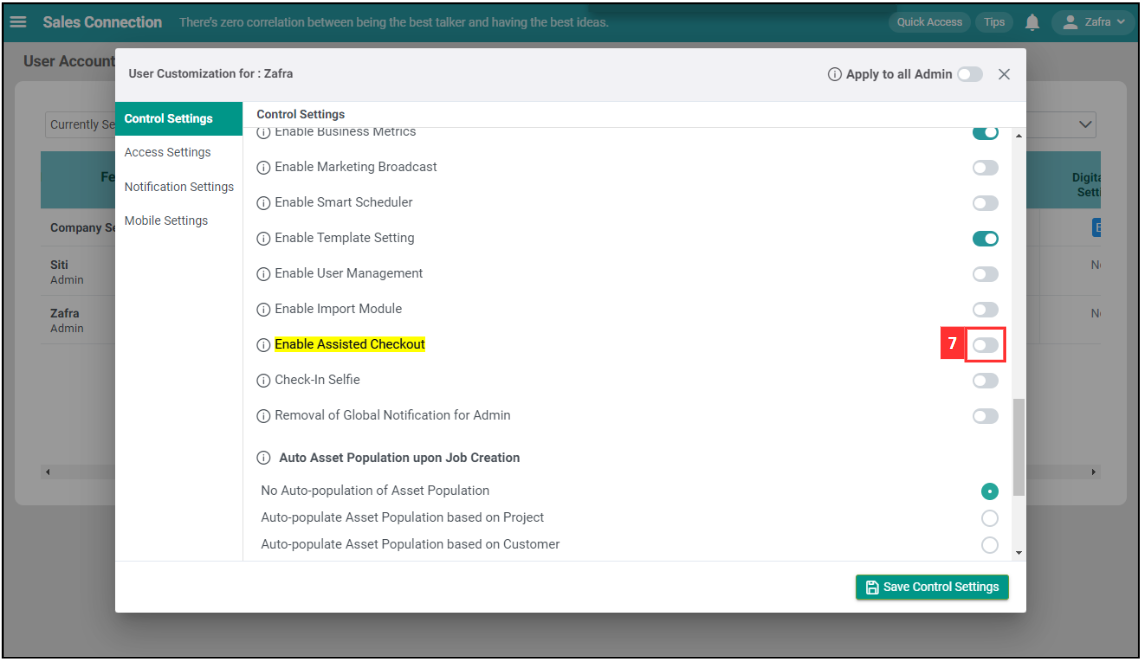 Sales Connection There's zero correlation between being the best talker and having the best ideas. Quick Access Tips Zafra
User Account
User Customization for : Zafra Apply to all Admin
Currently Se
Control Settings
Access Settings
Notification Settings
Mobile Settings
Control Settings
Enable Business Metrics
Enable Marketing Broadcast
Enable Smart Scheduler
Enable Template Setting
Enable User Management
Enable Import Module
Enable Assisted Checkout 7
Check-In Selfie
Removal of Global Notification for Admin
Auto Asset Population upon Job Creation
No Auto-population of Asset Population
Auto-populate Asset Population based on Project
Auto-populate Asset Population based on Customer
Save Control Settings
Fe
Company Se
Siti
Admin
Zafra
Admin
Digita
Setti
E
N
N